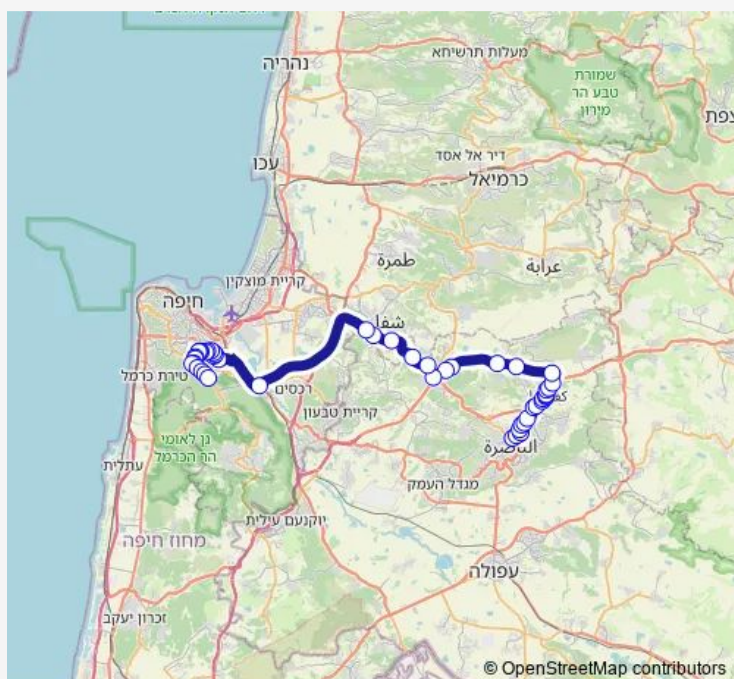 נהריה
מעלות תרשיחא
שמורת
טבע הר
מירון
צפת
עכו
דיר אל אסד
כרמיאל
טמרה
עראבה
קריית מוצקין
חיפה
שפר
טירת כרמל
רכסים
קריית טבעון
גן לאומי
הר הכרמל
עתלית
מגדל העמק
יוקנעם עילית
מחוז חיפה
עפולה
זכרון יעקב
© OpenStreetMap contributors